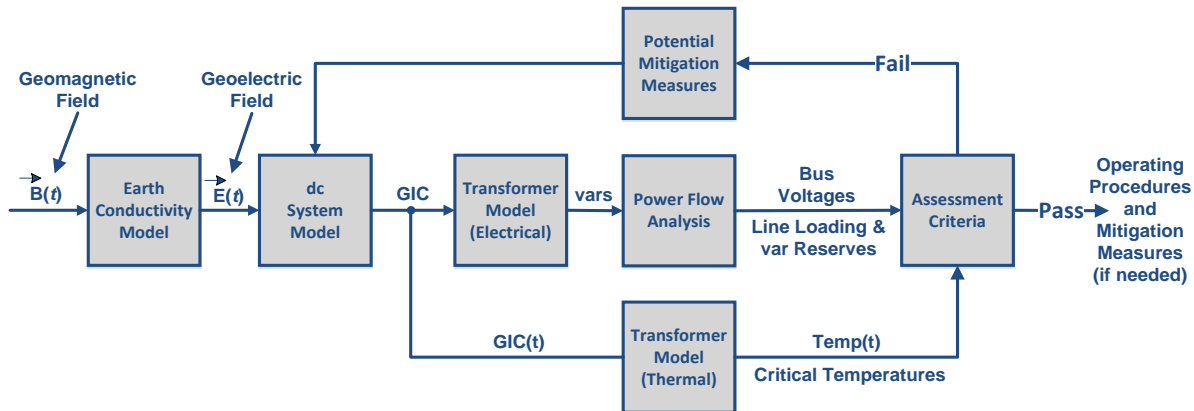 Potential
Mitigation
Measures
Fail
Geomagnetic
Field
Geoelectric
Field
B(t)
Earth
Conductivity
Model
E(t)
dc
System
Model
GIC
Transformer
Model
(Electrical)
vars
Power Flow
Analysis
Bus
Voltages
Line Loading &
var Reserves
Assessment
Criteria
Pass
Operating
Procedures
and
Mitigation
Measures
(if needed)
GIC(t)
Transformer
Model
(Thermal)
Temp(t)
Critical Temperatures